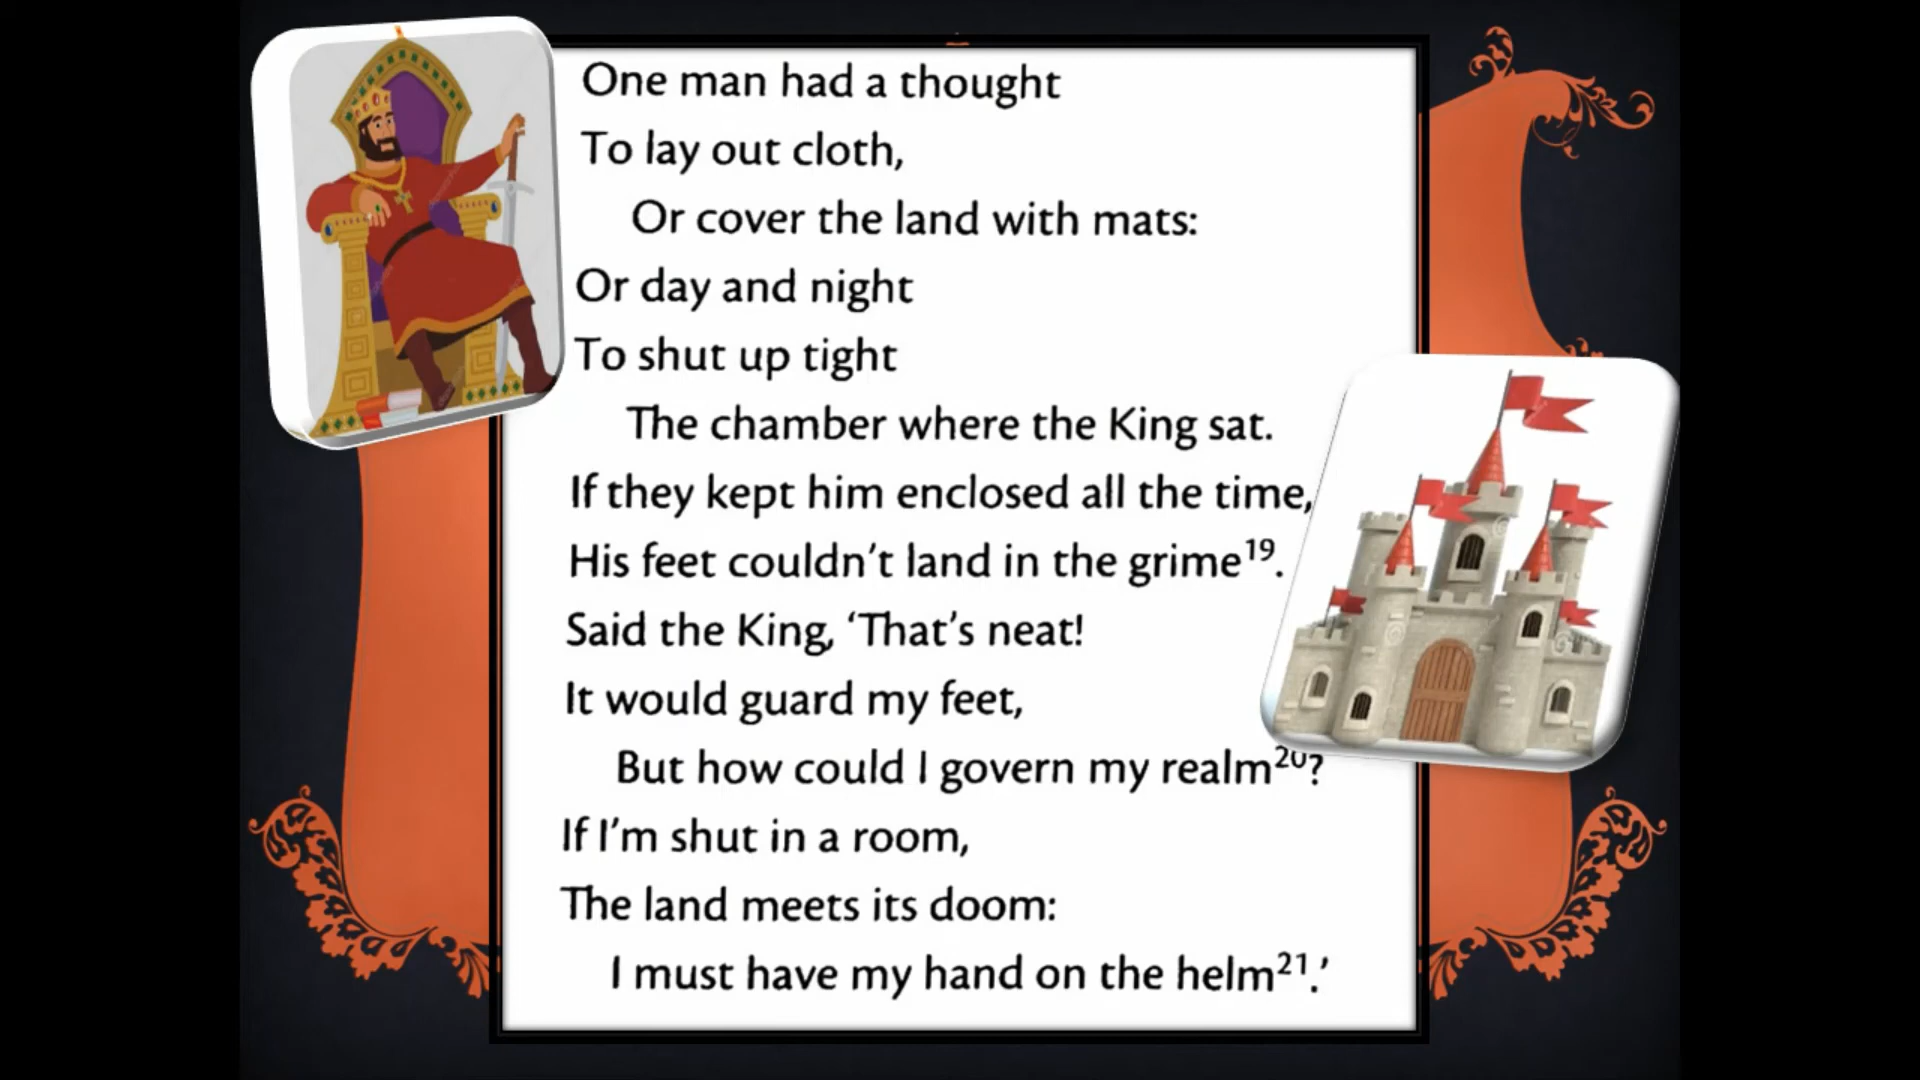 One man had a thought
To lay out cloth,
Or cover the land with mats:
Or day and night
To shut up tight
The chamber where the King sat.
If they kept him enclosed all the time,
His feet couldn't land in the grime¹⁹.
Said the King, ‘That's neat!
It would guard my feet,
But how could I govern my realm²⁰?
If I'm shut in a room,
The land meets its doom:
I must have my hand on the helm²¹.’